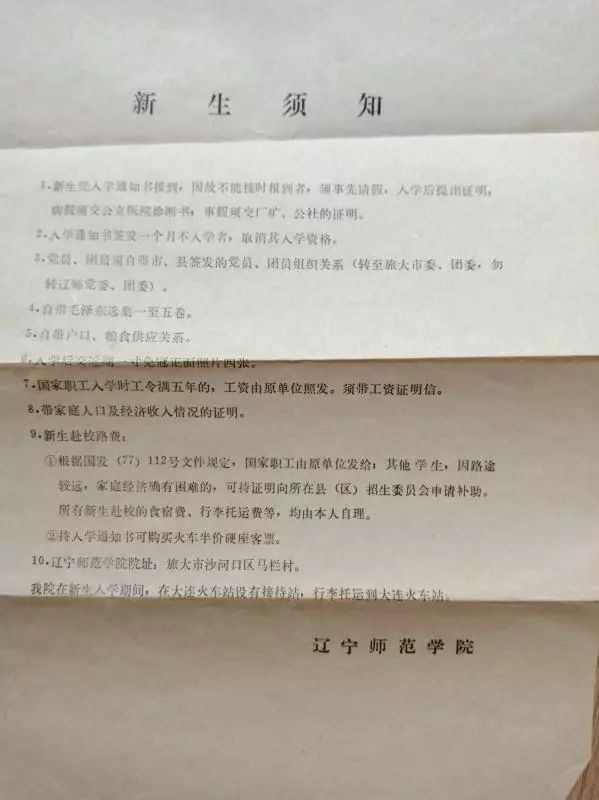 新生须知
1.新生凭入学通知书报到，因故不能按时报到者，须事先请假，入学后提出证明；
病假须交公立医院诊断书；事假须交厂矿、公社的证明。
2.入学通知书签发一个月不入学者，取消其入学资格。
3.党员、团员须自带市、县签发的党员、团员组织关系（转至旅大市委、团委，勿
转辽师党委、团委）。
4.自带毛泽东选集一至五卷。
5.自带户口、粮食供应关系。
6.入学后交近期一寸免冠正面照片四张。
7.国家职工入学时工令满五年的，工资由原单位照发。须带工资证明信。
8.带家庭人口及经济收入情况的证明。
9.新生赴校路费：
①根据国发（77）112号文件规定，国家职工由原单位发给；其他学生，因路途
较远，家庭经济确有困难的，可持证明向所在县（区）招生委员会申请补助。
所有新生赴校的食宿费、行李托运费等，均由本人自理。
②持入学通知书可购买火车半价硬座客票。
10.辽宁师范学院院址：旅大市沙河口区马栏村。
我院在新生入学期间，在大连火车站设有接待站，行李托运到大连火车站。
辽宁师范学院